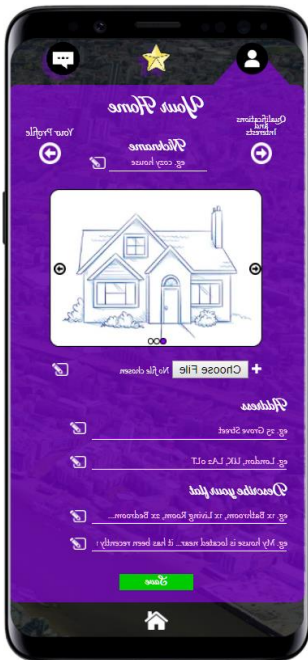 Your Home
Qualifications
and
Interests
Your Profile
Nickname
eg. cozy house
Choose File No file chosen
Address
eg. 25 Grove Street
eg. London, UK, LA2 0LT
Describe your flat
eg. 1x Bathroom, 1x Living Room, 2x Bedroom...
eg. My house is located near... it has been recently
Save